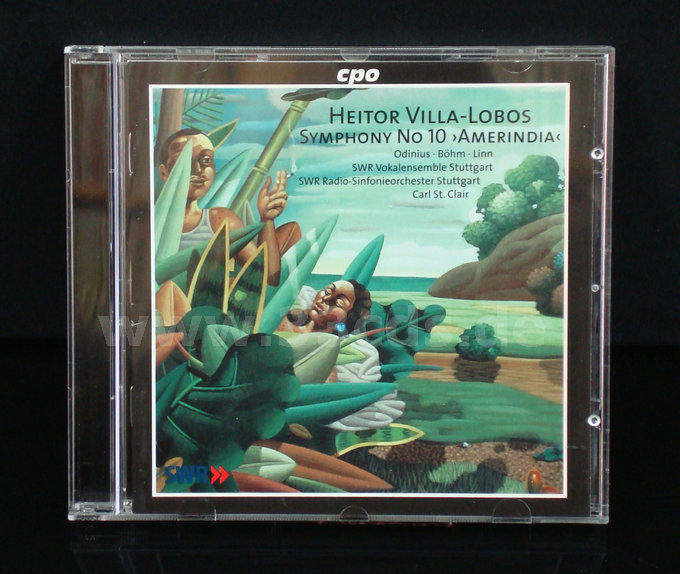 cpo
HEITOR VILLA-LOBOS
SYMPHONY NO 10 ›AMERINDIA‹
Odinius · Böhm · Linn
SWR Vokalensemble Stuttgart
SWR Radio-Sinfonieorchester Stuttgart
Carl St. Clair
SWR